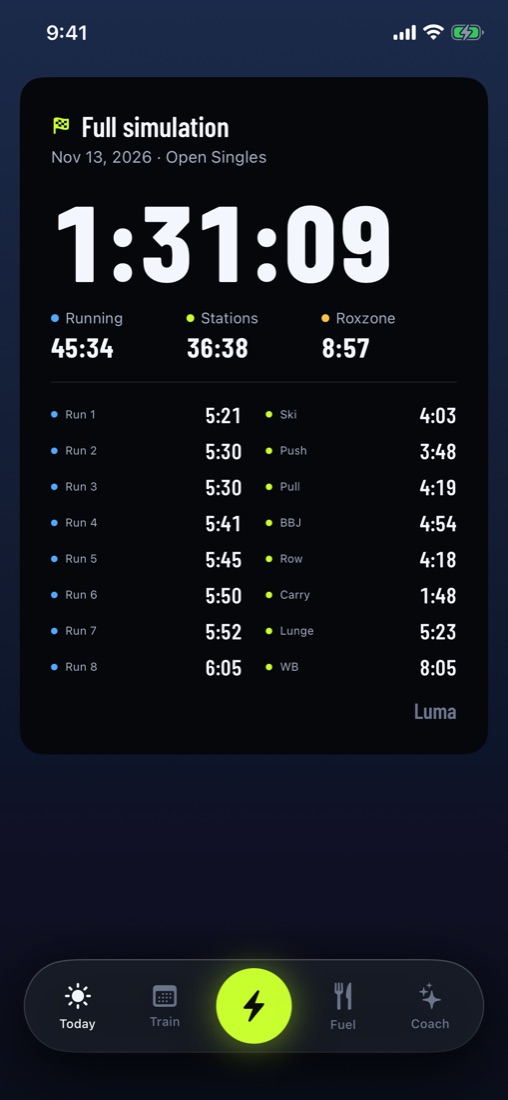 9:41
Full simulation
Nov 13, 2026 · Open Singles
1:31:09
Running Stations Roxzone
45:34 36:38 8:57
Run 1 5:21 Ski 4:03
Run 2 5:30 Push 3:48
Run 3 5:30 Pull 4:19
Run 4 5:41 BBJ 4:54
Run 5 5:45 Row 4:18
Run 6 5:50 Carry 1:48
Run 7 5:52 Lunge 5:23
Run 8 6:05 WB 8:05
Luma
Today Train Fuel Coach